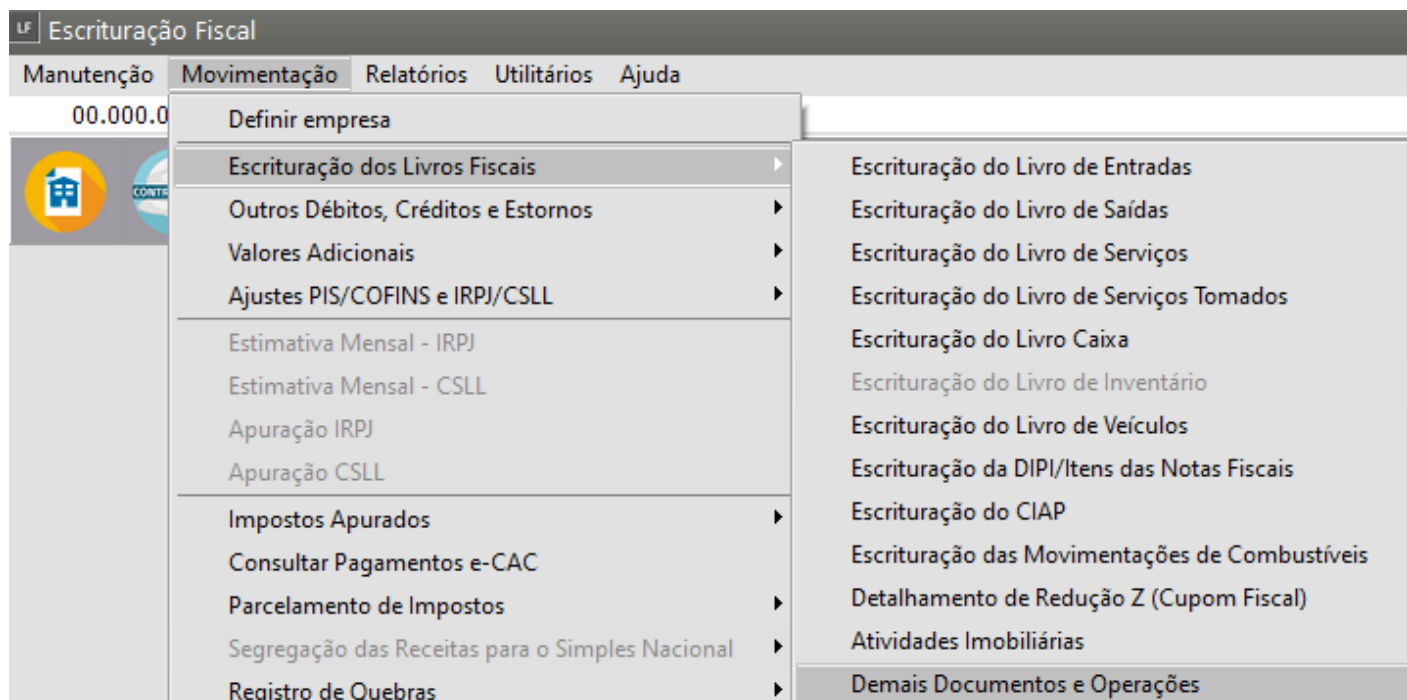 LF Escrituração Fiscal
Manutenção Movimentação Relatórios Utilitários Ajuda
00.000.0
Definir empresa
Escrituração dos Livros Fiscais
Outros Débitos, Créditos e Estornos
Valores Adicionais
Ajustes PIS/COFINS e IRPJ/CSLL
Estimativa Mensal - IRPJ
Estimativa Mensal - CSLL
Apuração IRPJ
Apuração CSLL
Impostos Apurados
Consultar Pagamentos e-CAC
Parcelamento de Impostos
Segregação das Receitas para o Simples Nacional
Registro de Quebras
Escrituração do Livro de Entradas
Escrituração do Livro de Saídas
Escrituração do Livro de Serviços
Escrituração do Livro de Serviços Tomados
Escrituração do Livro Caixa
Escrituração do Livro de Inventário
Escrituração do Livro de Veículos
Escrituração da DIPI/Itens das Notas Fiscais
Escrituração do CIAP
Escrituração das Movimentações de Combustíveis
Detalhamento de Redução Z (Cupom Fiscal)
Atividades Imobiliárias
Demais Documentos e Operações